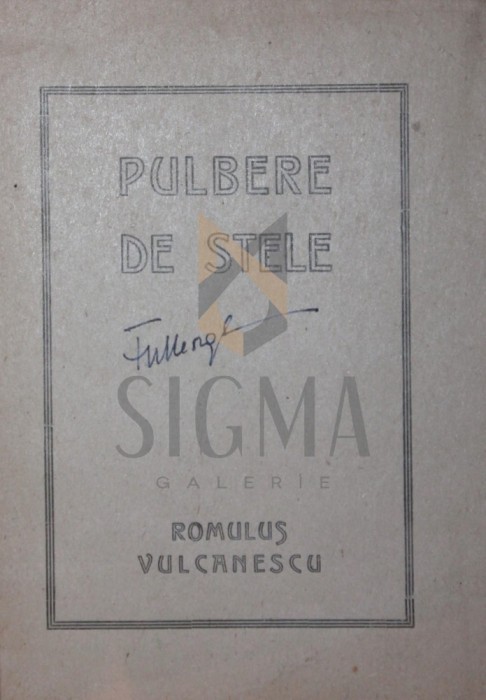 PULBERE
DE STELE
SIGMA
GALERIE
ROMULUS
VULCANESCU